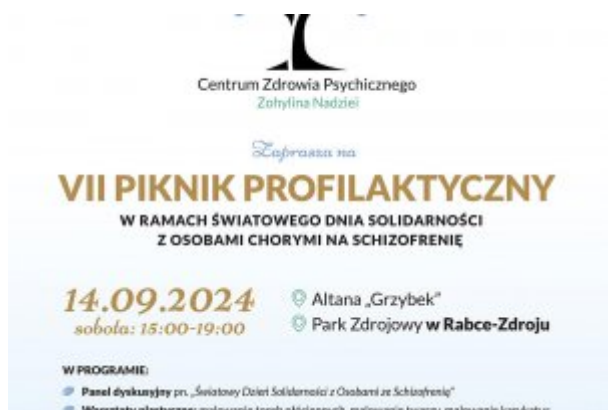 Centrum Zdrowia Psychicznego
Zohylina Nadziei
Zaprasza na
VII PIKNIK PROFILAKTYCZNY
W RAMACH ŚWIATOWEGO DNIA SOLIDARNOŚCI
Z OSOBAMI CHORYMI NA SCHIZOFRENIĘ
14.09.2024
sobota: 15:00-19:00
Altana „Grzybek”
Park Zdrojowy w Rabce-Zdroju
W PROGRAMIE:
Panel dyskusyjny pn. „Światowy Dzień Solidarności z Osobami ze Schizofrenią”